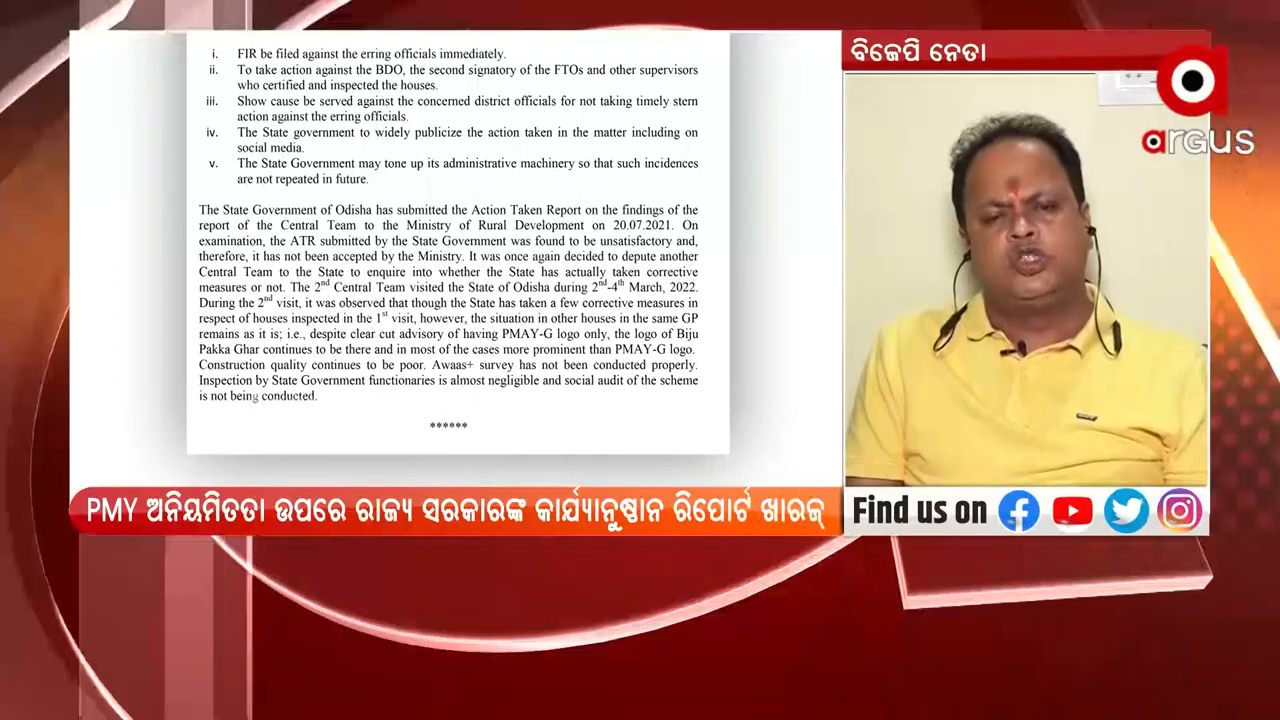 i. FIR be filed against the erring officials immediately.
ii. To take action against the BDO, the second signatory of the FTOs and other supervisors
who certified and inspected the houses.
iii. Show cause be served against the concerned district officials for not taking timely stern
action against the erring officials.
iv. The State government to widely publicize the action taken in the matter including on
social media.
v. The State Government may tone up its administrative machinery so that such incidences
are not repeated in future.
The State Government of Odisha has submitted the Action Taken Report on the findings of the
report of the Central Team to the Ministry of Rural Development on 20.07.2021. On
examination, the ATR submitted by the State Government was found to be unsatisfactory and,
therefore, it has not been accepted by the Ministry. It was once again decided to depute another
Central Team to the State to enquire into whether the State has actually taken corrective
measures or not. The 2nd Central Team visited the State of Odisha during 2nd-4th March, 2022.
During the 2nd visit, it was observed that though the State has taken a few corrective measures in
respect of houses inspected in the 1st visit, however, the situation in other houses in the same GP
remains as it is; i.e., despite clear cut advisory of having PMAY-G logo only, the logo of Biju
Pakka Ghar continues to be there and in most of the cases more prominent than PMAY-G logo.
Construction quality continues to be poor. Awaas+ survey has not been conducted properly.
Inspection by State Government functionaries is almost negligible and social audit of the scheme
is not being conducted.
******
ବିଜେପି ନେତା
argus
PMY ଅନିୟମିତତା ଉପରେ ରାଜ୍ୟ ସରକାରଙ୍କ କାର୍ଯ୍ୟାନୁଷ୍ଠାନ ରିପୋର୍ଟ ଖାରଜ୍
Find us on